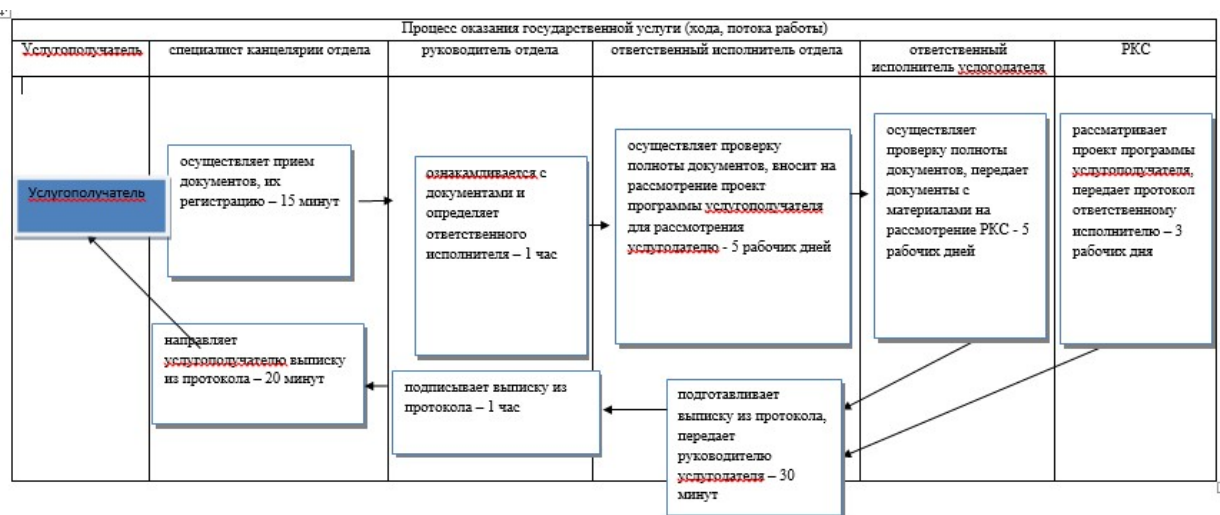 Процесс оказания государственной услуги (хода, потока работы)
Услугополучатель
специалист канцелярии отдела
руководитель отдела
ответственный исполнитель отдела
ответственный
исполнитель услогодателя
РКС
Услугополучатель
осуществляет прием
документов, их
регистрацию – 15 минут
ознакамливается с
документами и
определяет
ответственного
исполнителя – 1 час
осуществляет проверку
полноты документов, вносит на
рассмотрение проект
программы услугополучателя
для рассмотрения
услугодателю - 5 рабочих дней
осуществляет
проверку полноты
документов, передает
документы с
материалами на
рассмотрение РКС - 5
рабочих дней
рассматривает
проект программы
услугополучателя,
передает протокол
ответственному
исполнителю – 3
рабочих дня
направляет
услугополучателю выписку
из протокола – 20 минут
подписывает выписку из
протокола – 1 час
подготавливает
выписку из протокола,
передает
руководителю
услугодателя – 30
минут